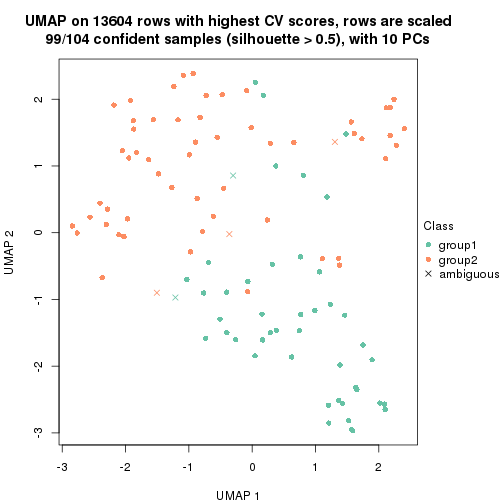 UMAP on 13604 rows with highest CV scores, rows are scaled
99/104 confident samples (silhouette > 0.5), with 10 PCs
2
1
0
-1
-2
-3
UMAP 2
-3
-2
-1
0
1
2
UMAP 1
Class
group1
group2
ambiguous